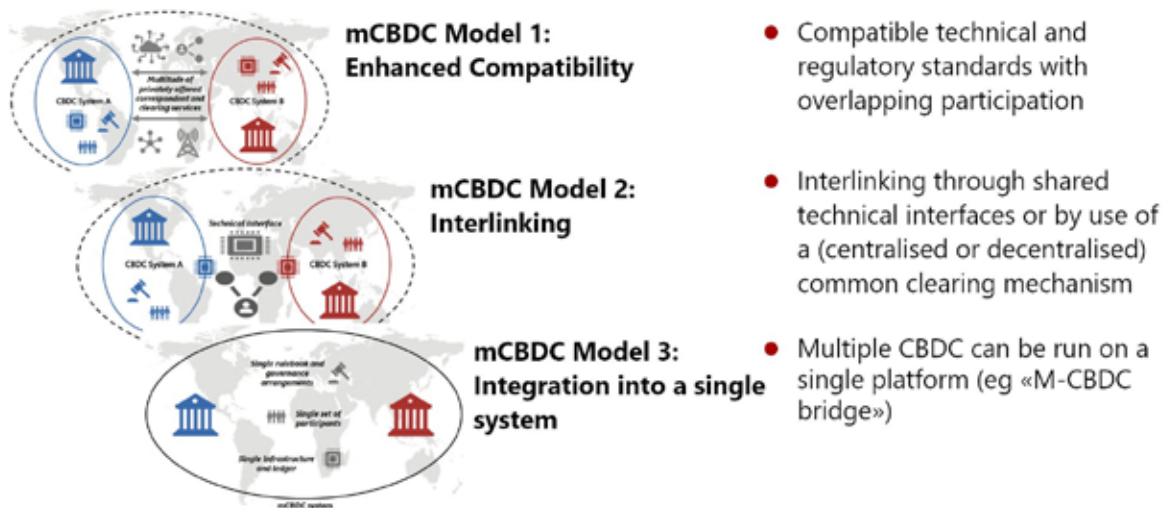 mCBDC Model 1:
Enhanced Compatibility
Multitude of
privately offered
correspondent and
clearing services
CBDC System A
CBDC System B
● Compatible technical and
regulatory standards with
overlapping participation
mCBDC Model 2:
Interlinking
Technical interface
CBDC System A
CBDC System B
● Interlinking through shared
technical interfaces or by use of
a (centralised or decentralised)
common clearing mechanism
mCBDC Model 3:
Integration into a single
system
Single rulebook and
governance
arrangements
Single set of
participants
Single infrastructure
and ledger
mCBDC system
● Multiple CBDC can be run on a
single platform (eg «M-CBDC
bridge»)